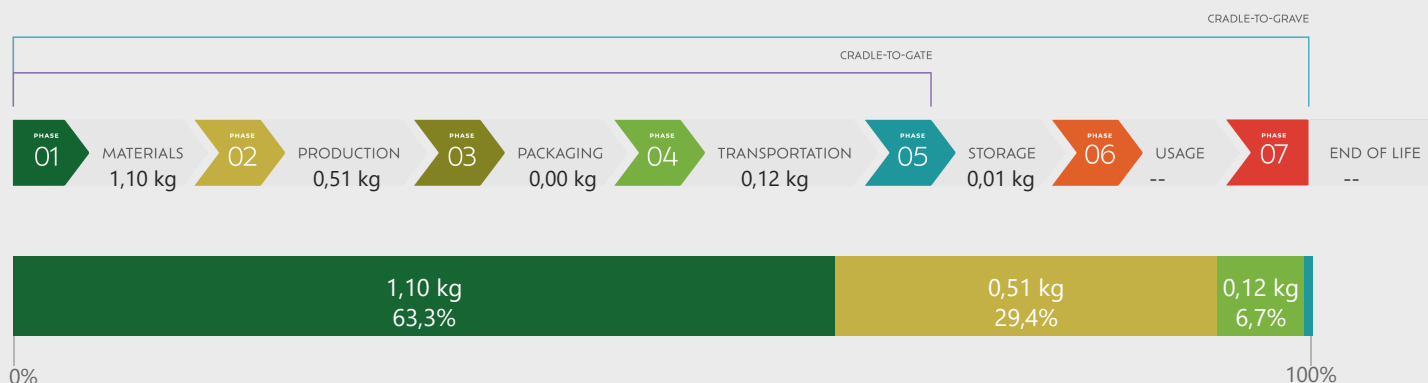 CRADLE-TO-GRAVE
CRADLE-TO-GATE
PHASE
01
MATERIALS
1,10 kg
PHASE
02
PRODUCTION
0,51 kg
PHASE
03
PACKAGING
0,00 kg
PHASE
04
TRANSPORTATION
0,12 kg
PHASE
05
STORAGE
0,01 kg
PHASE
06
USAGE
--
PHASE
07
END OF LIFE
--
1,10 kg
63,3%
0,51 kg
29,4%
0,12 kg
6,7%
0%
100%